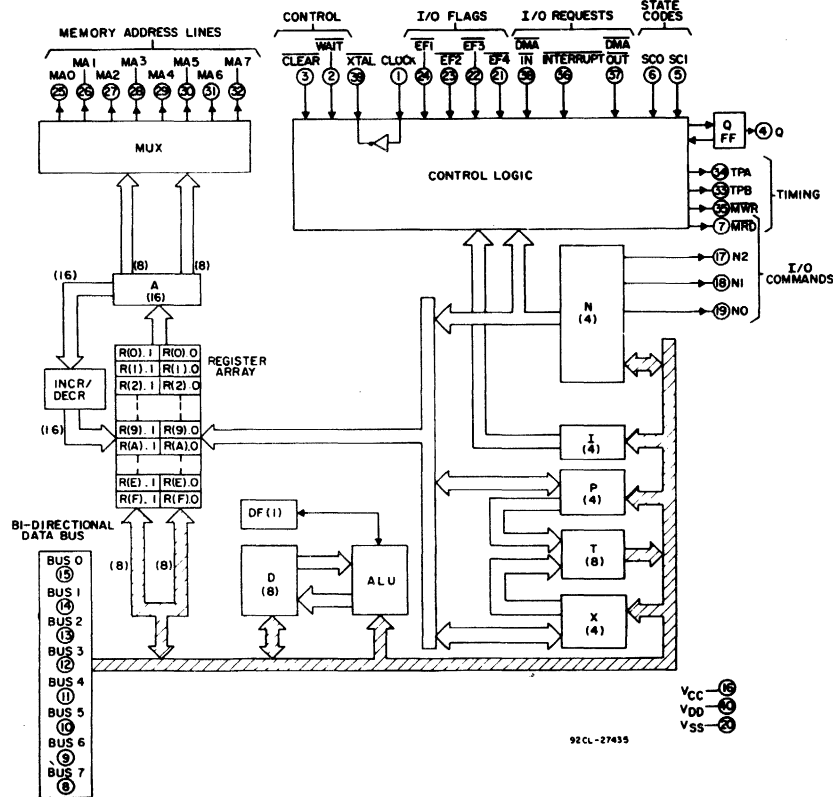 CONTROL
I/O FLAGS
I/O REQUESTS
STATE CODES
MEMORY ADDRESS LINES
CLEAR 3
WAIT 2
XTAL 39
CLOCK 1
EF1 24
EF2 23
EF3 22
EF4 21
DMA IN 38
INTERRUPT 36
DMA OUT 37
SC0 6
SC1 5
MA0 25
MA1 26
MA2 27
MA3 28
MA4 29
MA5 30
MA6 31
MA7 32
MUX
CONTROL LOGIC
Q FF
4 Q
34 TPA
33 TPB
35 MWR
7 MRD
TIMING
17 N2
18 N1
19 N0
I/O COMMANDS
(8)
(8)
(16)
A (16)
N (4)
INCR/DECR
(16)
R(0).1 R(0).0
R(1).1 R(1).0
R(2).1 R(2).0
R(9).1 R(9).0
R(A).1 R(A).0
R(E).1 R(E).0
R(F).1 R(F).0
REGISTER ARRAY
I (4)
P (4)
T (8)
X (4)
DF(1)
D (8)
ALU
BI-DIRECTIONAL DATA BUS
(8)
(8)
BUS 0
15
BUS 1
14
BUS 2
13
BUS 3
12
BUS 4
11
BUS 5
10
BUS 6
9
BUS 7
8
VCC 16
VDD 40
VSS 20
92CL-27435